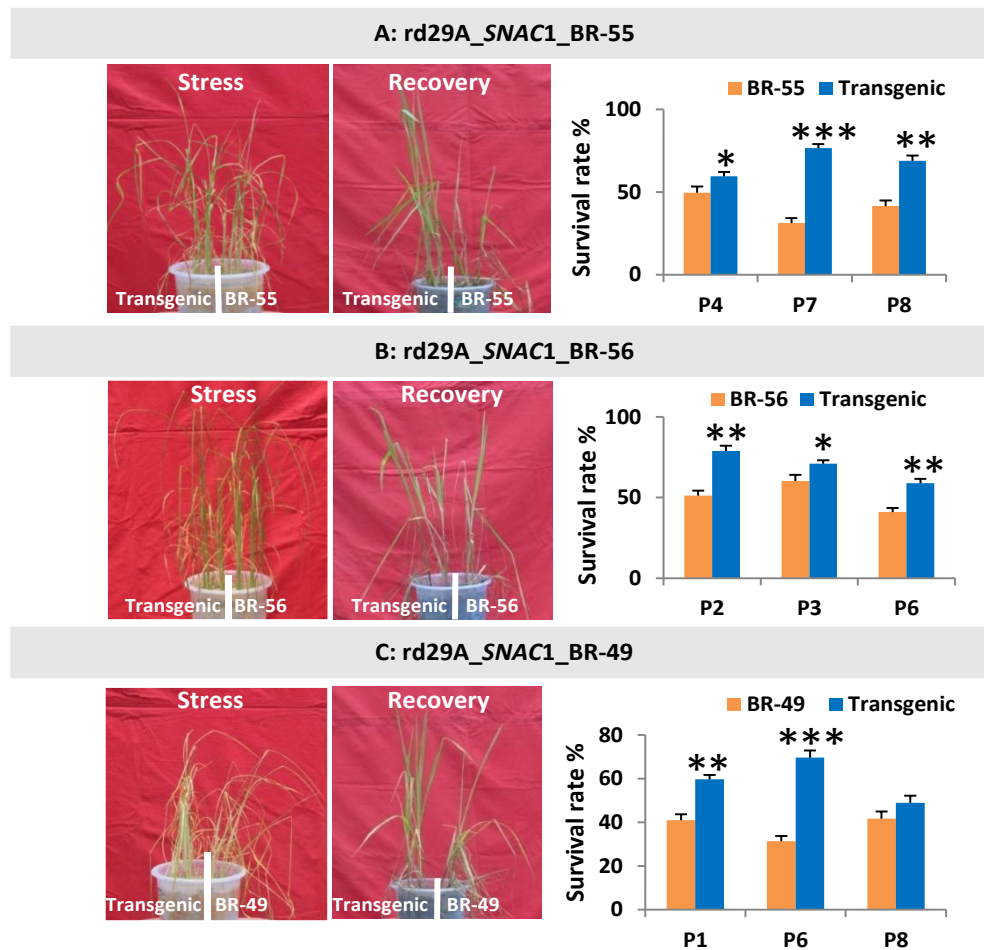 A: rd29A_SNAC1_BR-55
Stress
Transgenic BR-55
Recovery
Transgenic BR-55
BR-55 Transgenic
Survival rate %
100
50
0
* *** **
P4 P7 P8
B: rd29A_SNAC1_BR-56
Stress
Transgenic BR-56
Recovery
Transgenic BR-56
BR-56 Transgenic
Survival rate %
100
50
0
** * **
P2 P3 P6
C: rd29A_SNAC1_BR-49
Stress
Transgenic BR-49
Recovery
Transgenic BR-49
BR-49 Transgenic
Survival rate %
80
60
40
20
0
** ***
P1 P6 P8